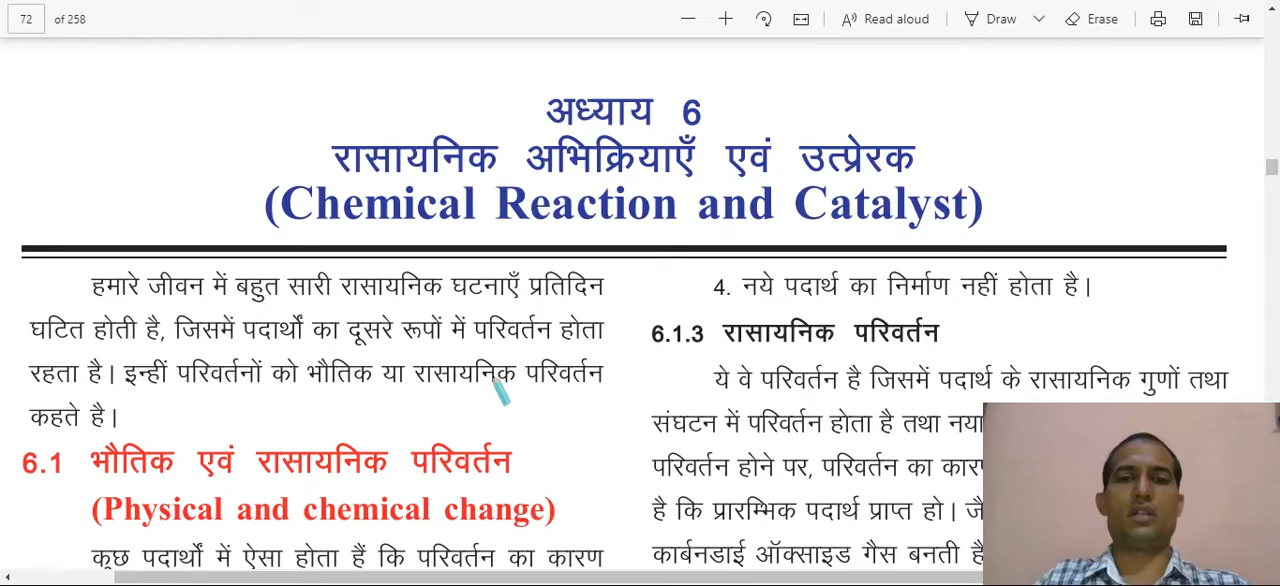 72 of 258
Read aloud
Draw
Erase
अध्याय 6
रासायनिक अभिक्रियाएँ एवं उत्प्रेरक
(Chemical Reaction and Catalyst)
हमारे जीवन में बहुत सारी रासायनिक घटनाएँ प्रतिदिन
घटित होती है, जिसमें पदार्थों का दूसरे रूपों में परिवर्तन होता
रहता है। इन्हीं परिवर्तनों को भौतिक या रासायनिक परिवर्तन
कहते है।
6.1 भौतिक एवं रासायनिक परिवर्तन
(Physical and chemical change)
कुछ पदार्थों में ऐसा होता हैं कि परिवर्तन का कारण
4. नये पदार्थ का निर्माण नहीं होता है।
6.1.3 रासायनिक परिवर्तन
ये वे परिवर्तन है जिसमें पदार्थ के रासायनिक गुणों तथा
संघटन में परिवर्तन होता है तथा नया
परिवर्तन होने पर, परिवर्तन का
है कि प्रारम्भिक पदार्थ प्राप्त हो।
कार्बनडाई ऑक्साइड गैस बनती है